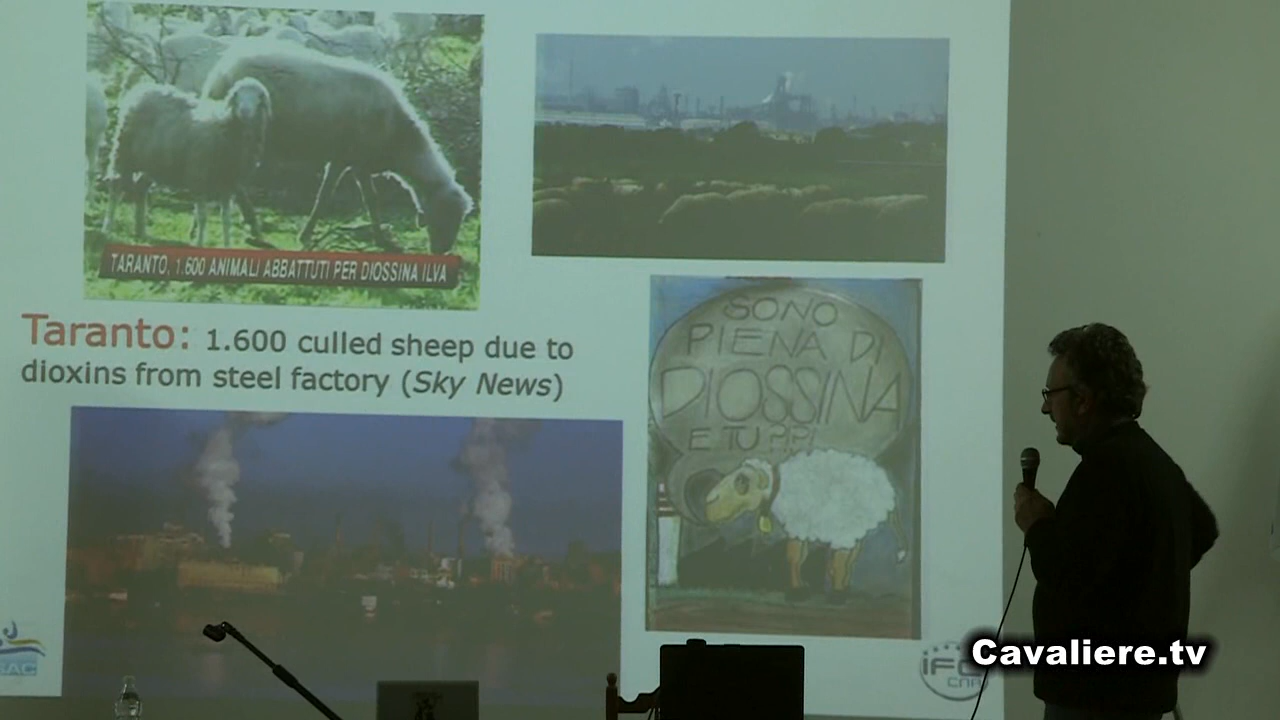 TARANTO, 1.600 ANIMALI ABBATTUTI PER DIOSSINA ILVA
Taranto: 1.600 culled sheep due to
dioxins from steel factory (Sky News)
SONO
PIENA DI
DIOSSINA
E TU ???!
Cavaliere.tv